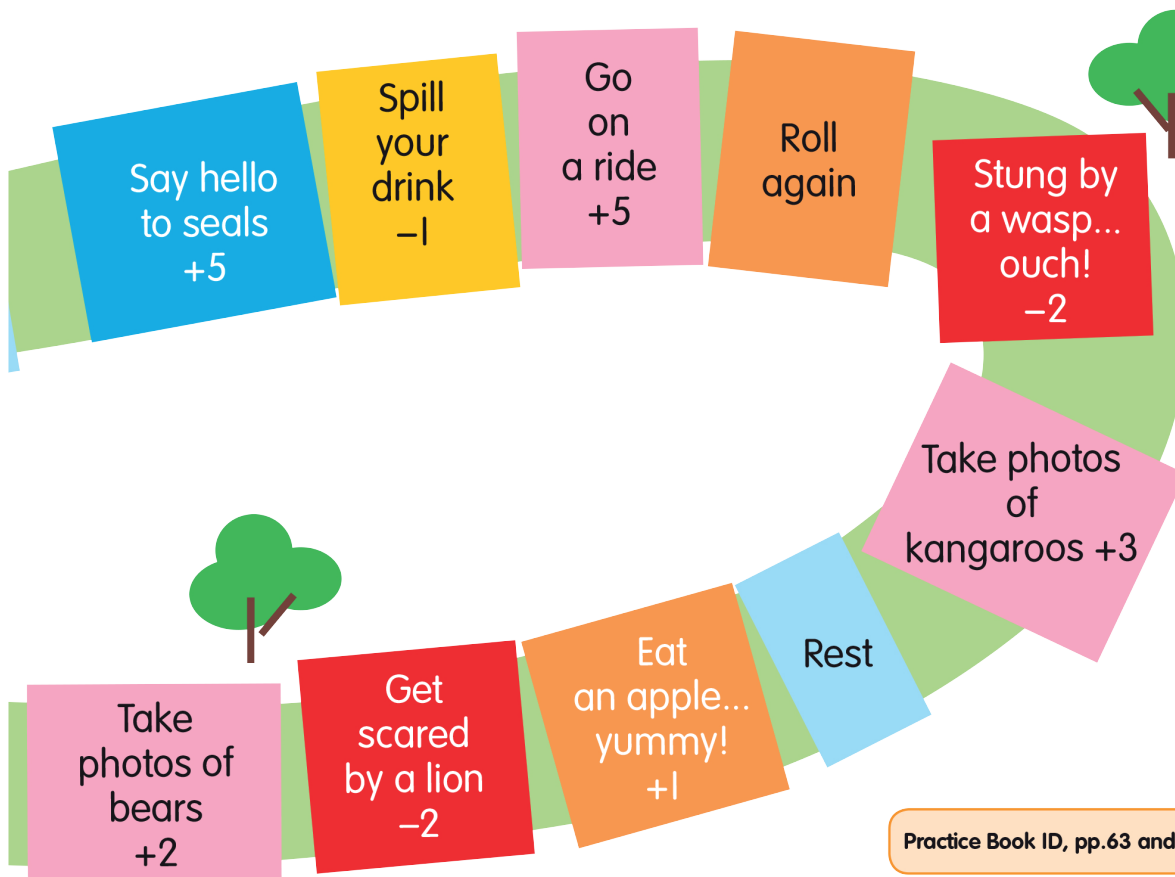 Say hello
to seals
+5
Spill
your
drink
–1
Go
on
a ride
+5
Roll
again
Stung by
a wasp...
ouch!
–2
Take photos
of
kangaroos +3
Rest
Eat
an apple...
yummy!
+1
Get
scared
by a lion
–2
Take
photos of
bears
+2
Practice Book 1D, pp.63 and